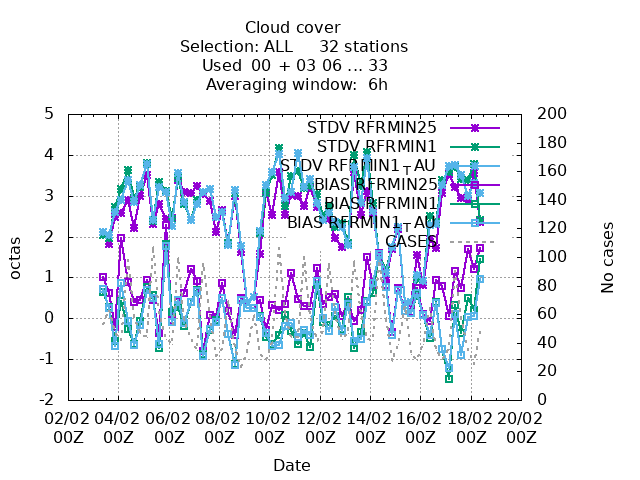 Cloud cover
Selection: ALL     32 stations
Used  00 + 03 06 ... 33
Averaging window:  6h
STDV RFRMIN25
STDV RFRMIN1
STDV RFRMIN1_AU
BIAS RFRMIN25
BIAS RFRMIN1
BIAS RFRMIN1_AU
CASES
octas
5
4
3
2
1
0
-1
-2
No cases
200
180
160
140
120
100
80
60
40
20
0
02/02 04/02 06/02 08/02 10/02 12/02 14/02 16/02 18/02 20/02
00Z 00Z 00Z 00Z 00Z 00Z 00Z 00Z 00Z 00Z
Date